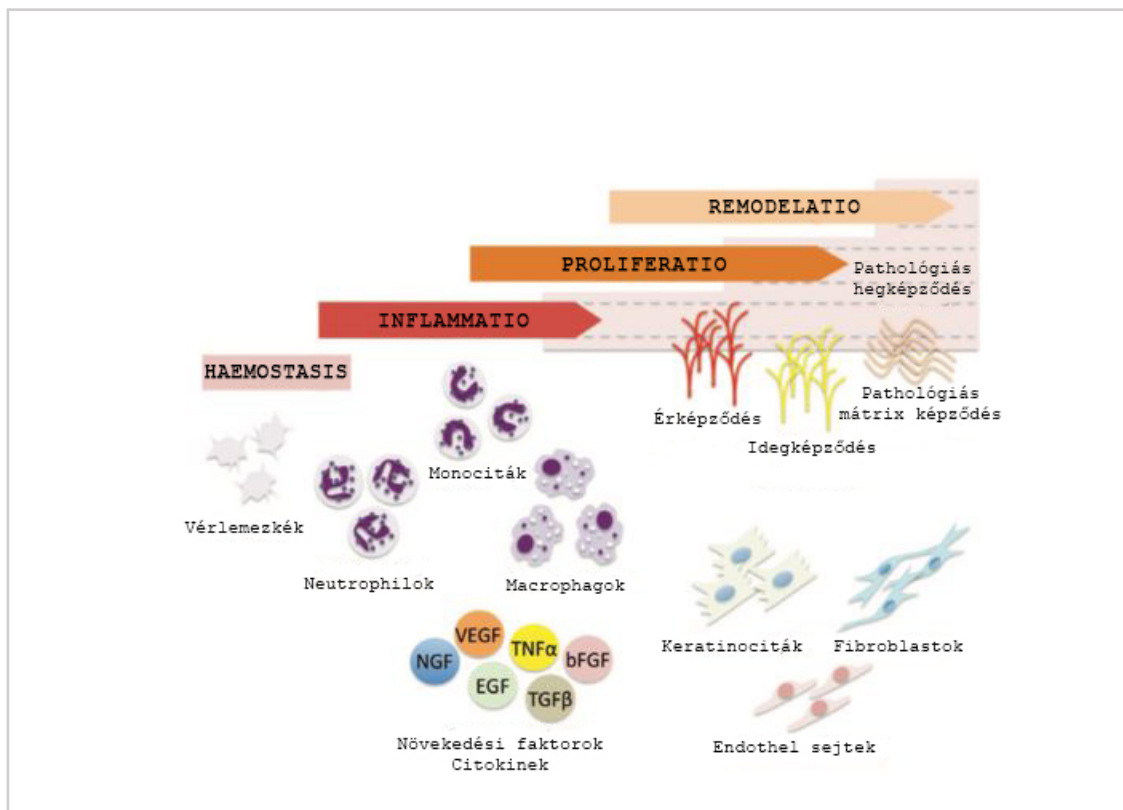 REMODELATIO
PROLIFERATIO
Pathológiás
hegképződés
INFLAMMATIO
HAEMOSTASIS
Pathológiás
mátrix képződés
Érképződés
Idegképződés
Monociták
Vérlemezkék
Neutrophilok
Macrophagok
Keratinociták
Fibroblastok
NGF
VEGF
TNFα
bFGF
EGF
TGFβ
Növekedési faktorok
Citokinek
Endothel sejtek